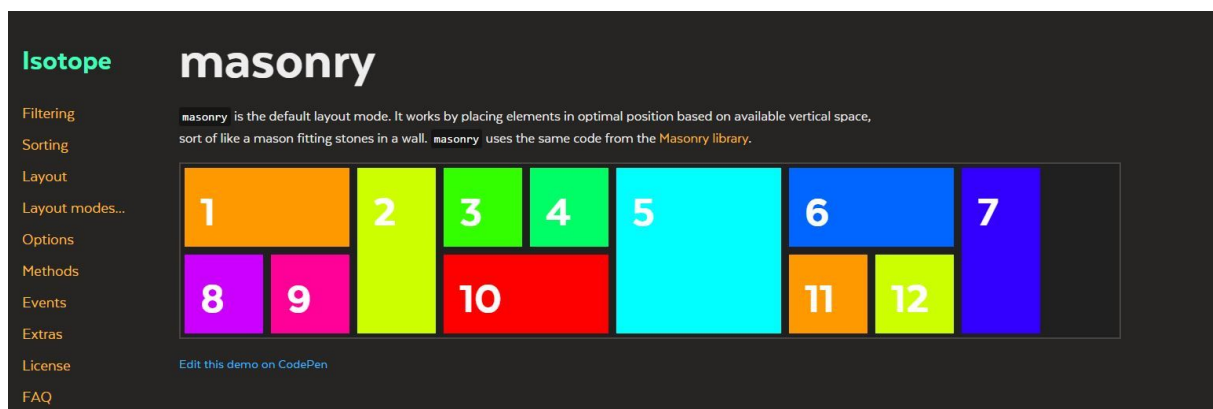 Isotope
Filtering
Sorting
Layout
Layout modes...
Options
Methods
Events
Extras
License
FAQ
masonry
masonry is the default layout mode. It works by placing elements in optimal position based on available vertical space,
sort of like a mason fitting stones in a wall. masonry uses the same code from the Masonry library.
1 2 3 4 5 6 7
8 9 10 11 12
Edit this demo on CodePen